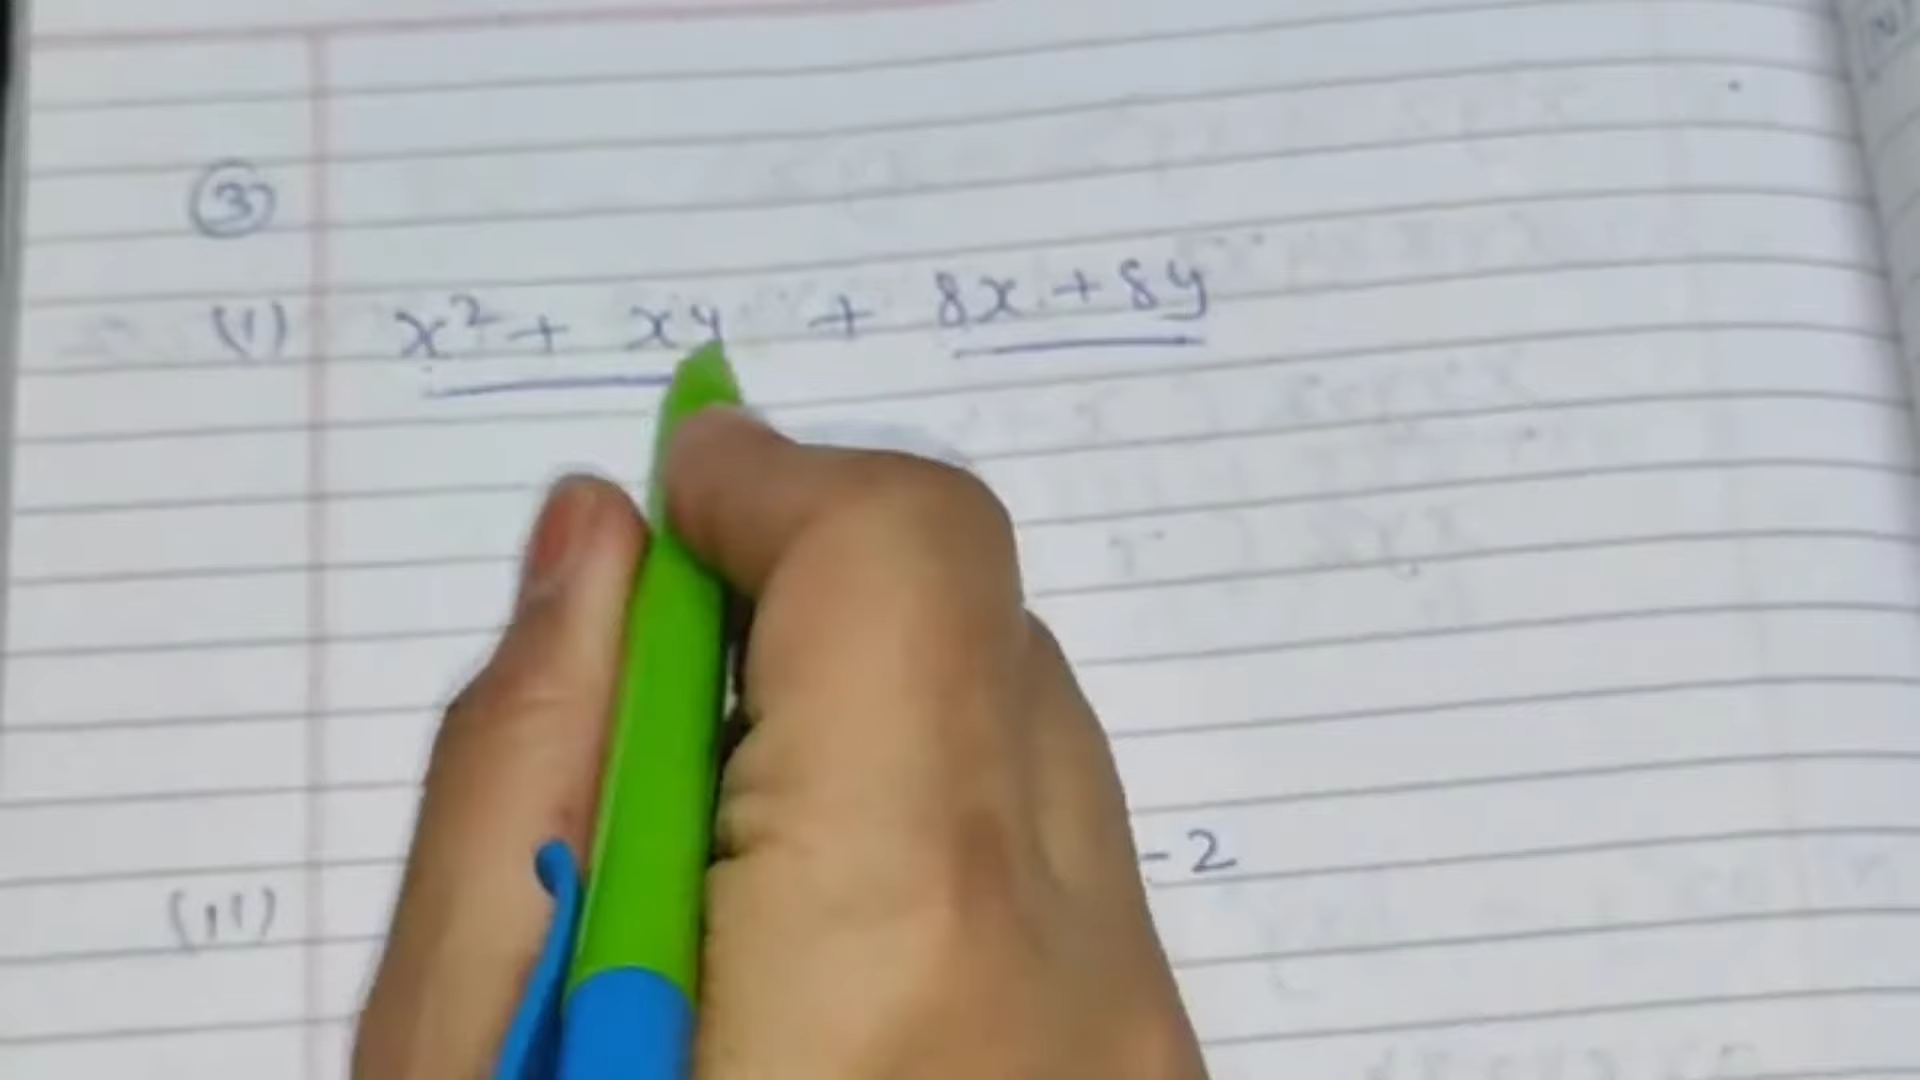 3
(i) x² + xy + 8x + 8y
(ii) - 2